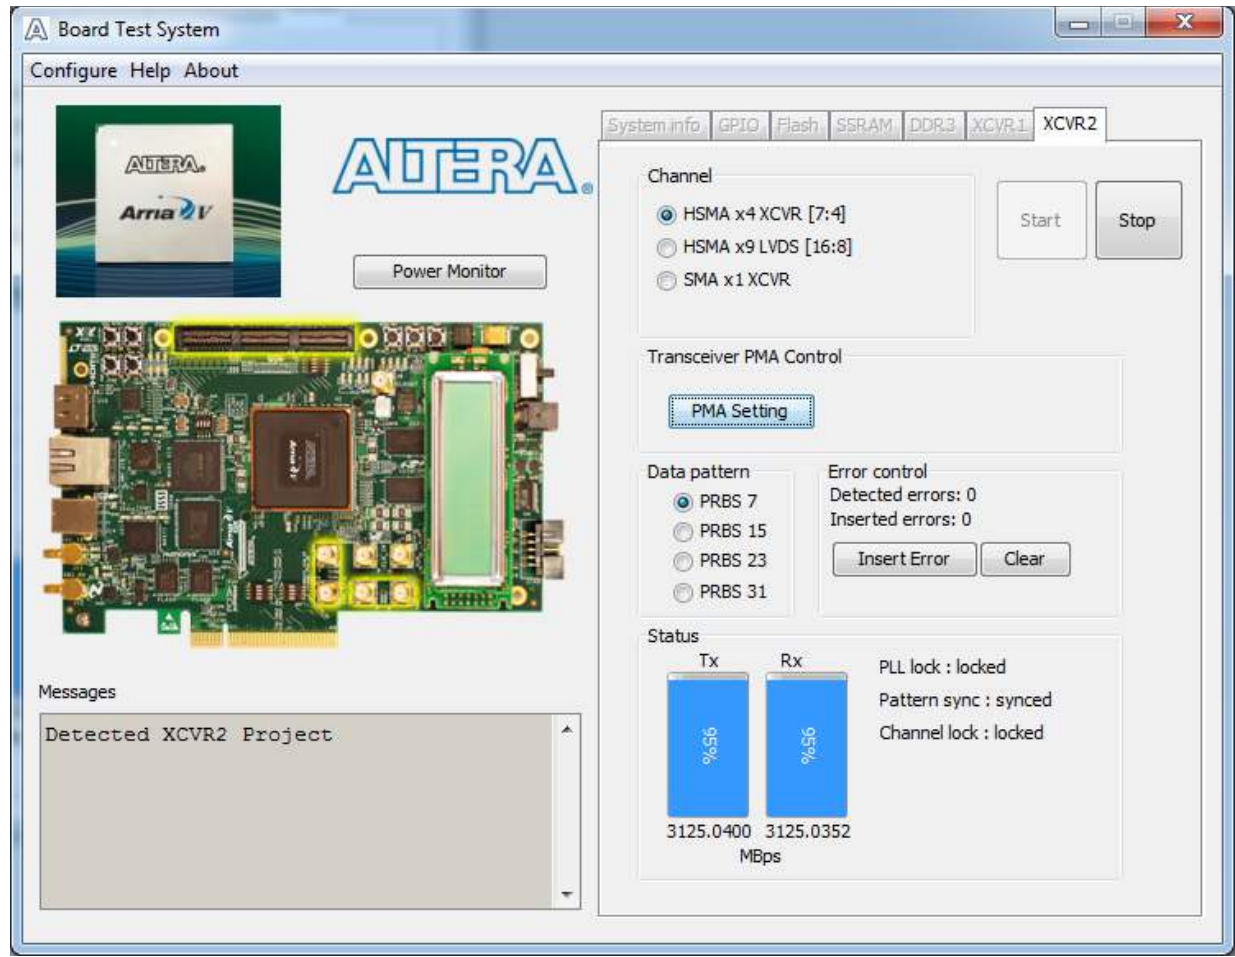 Board Test System
Configure Help About
ALTERA®
Arria V
ALTERA®
Power Monitor
Messages
Detected XCVR2 Project
System info GPIO Flash SSRAM DDR3 XCVR1 XCVR2
Channel
HSMA x4 XCVR [7:4]
HSMA x9 LVDS [16:8]
SMA x1 XCVR
Start Stop
Transceiver PMA Control
PMA Setting
Data pattern
PRBS 7
PRBS 15
PRBS 23
PRBS 31
Error control
Detected errors: 0
Inserted errors: 0
Insert Error Clear
Status
Tx Rx
95% 95%
3125.0400 3125.0352
MBps
PLL lock : locked
Pattern sync : synced
Channel lock : locked